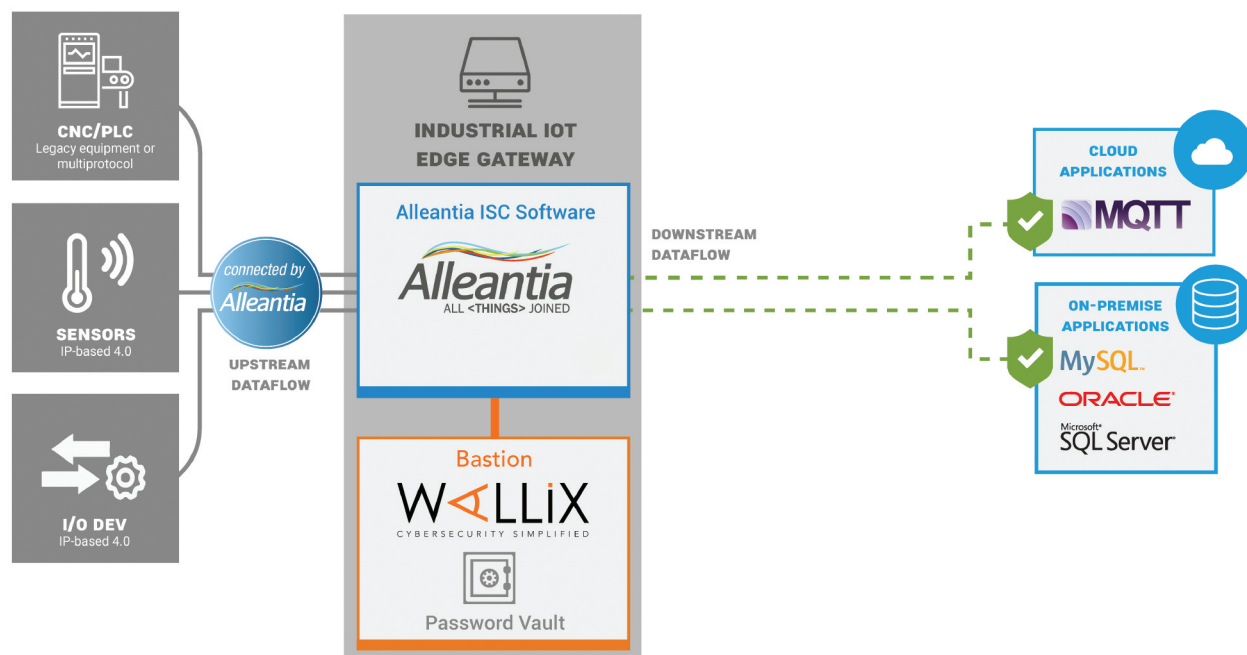 CNC/PLC
Legacy equipment or
multiprotocol
SENSORS
IP-based 4.0
I/O DEV
IP-based 4.0
connected by
Alleantia
UPSTREAM
DATAFLOW
INDUSTRIAL IOT
EDGE GATEWAY
Alleantia ISC Software
Alleantia
ALL <THINGS> JOINED
Bastion
WALLiX
CYBERSECURITY SIMPLIFIED
Password Vault
DOWNSTREAM
DATAFLOW
CLOUD
APPLICATIONS
MQTT
ON-PREMISE
APPLICATIONS
MySQL™
ORACLE®
Microsoft®
SQL Server®